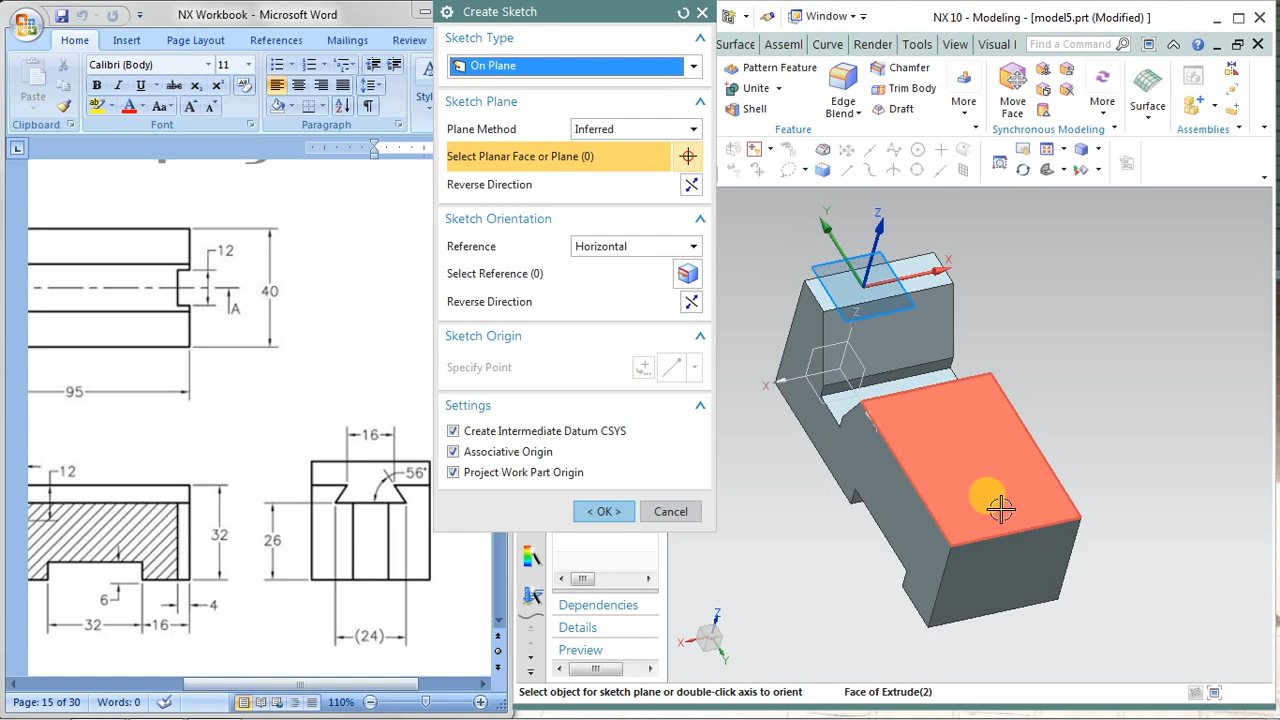 NX Workbook - Microsoft Word
Home Insert Page Layout References Mailings Review
Calibri (Body) 11
B I U abc x₂ x²
Paste Aa A A Styl
Clipboard Font Paragraph
12
40
A
95
12
32
6
4
32 16
16
56°
26
(24)
Page: 15 of 30 Words: 0 110%
Create Sketch
Sketch Type
On Plane
Sketch Plane
Plane Method Inferred
Select Planar Face or Plane (0)
Reverse Direction
Sketch Orientation
Reference Horizontal
Select Reference (0)
Reverse Direction
Sketch Origin
Specify Point
Settings
Create Intermediate Datum CSYS
Associative Origin
Project Work Part Origin
< OK > Cancel
Dependencies
Details
Preview
Window NX 10 - Modeling - [model5.prt (Modified) ]
Surface Assembl Curve Render Tools View Visual I Find a Command
Pattern Feature
Unite
Shell
Edge
Blend
Chamfer
Trim Body
Draft
More
Move
Face
More
Surface
Feature Synchronous Modeling Assemblies
Y Z
X
Z
X
Z
X
Y
Select object for sketch plane or double-click axis to orient Face of Extrude(2)